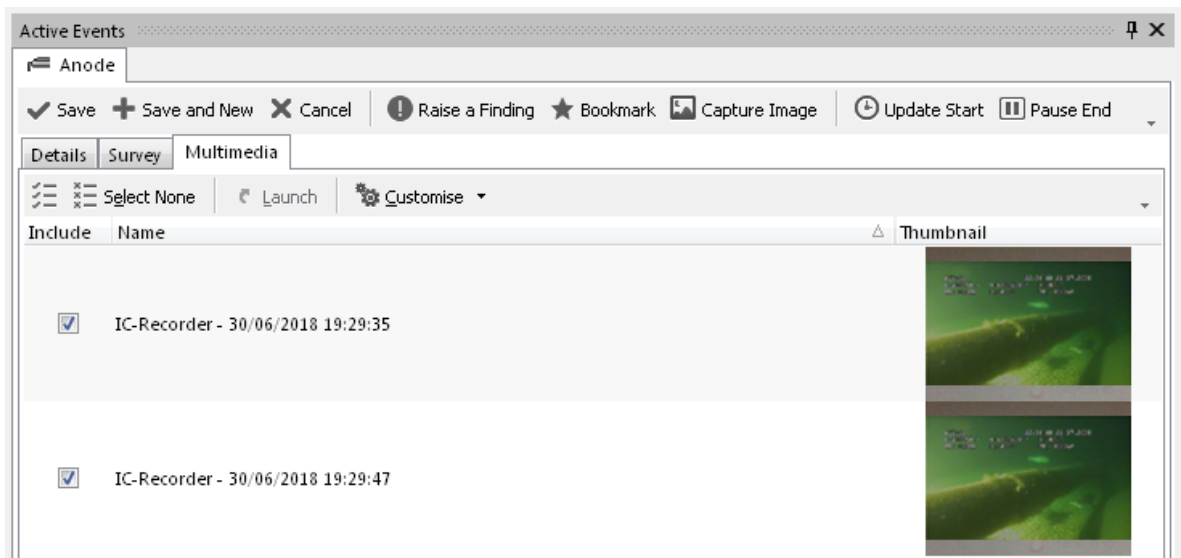 Active Events
Anode
Save Save and New Cancel Raise a Finding Bookmark Capture Image Update Start Pause End
Details Survey Multimedia
Select None Launch Customise
Include Name Thumbnail
IC-Recorder - 30/06/2018 19:29:35
IC-Recorder - 30/06/2018 19:29:47